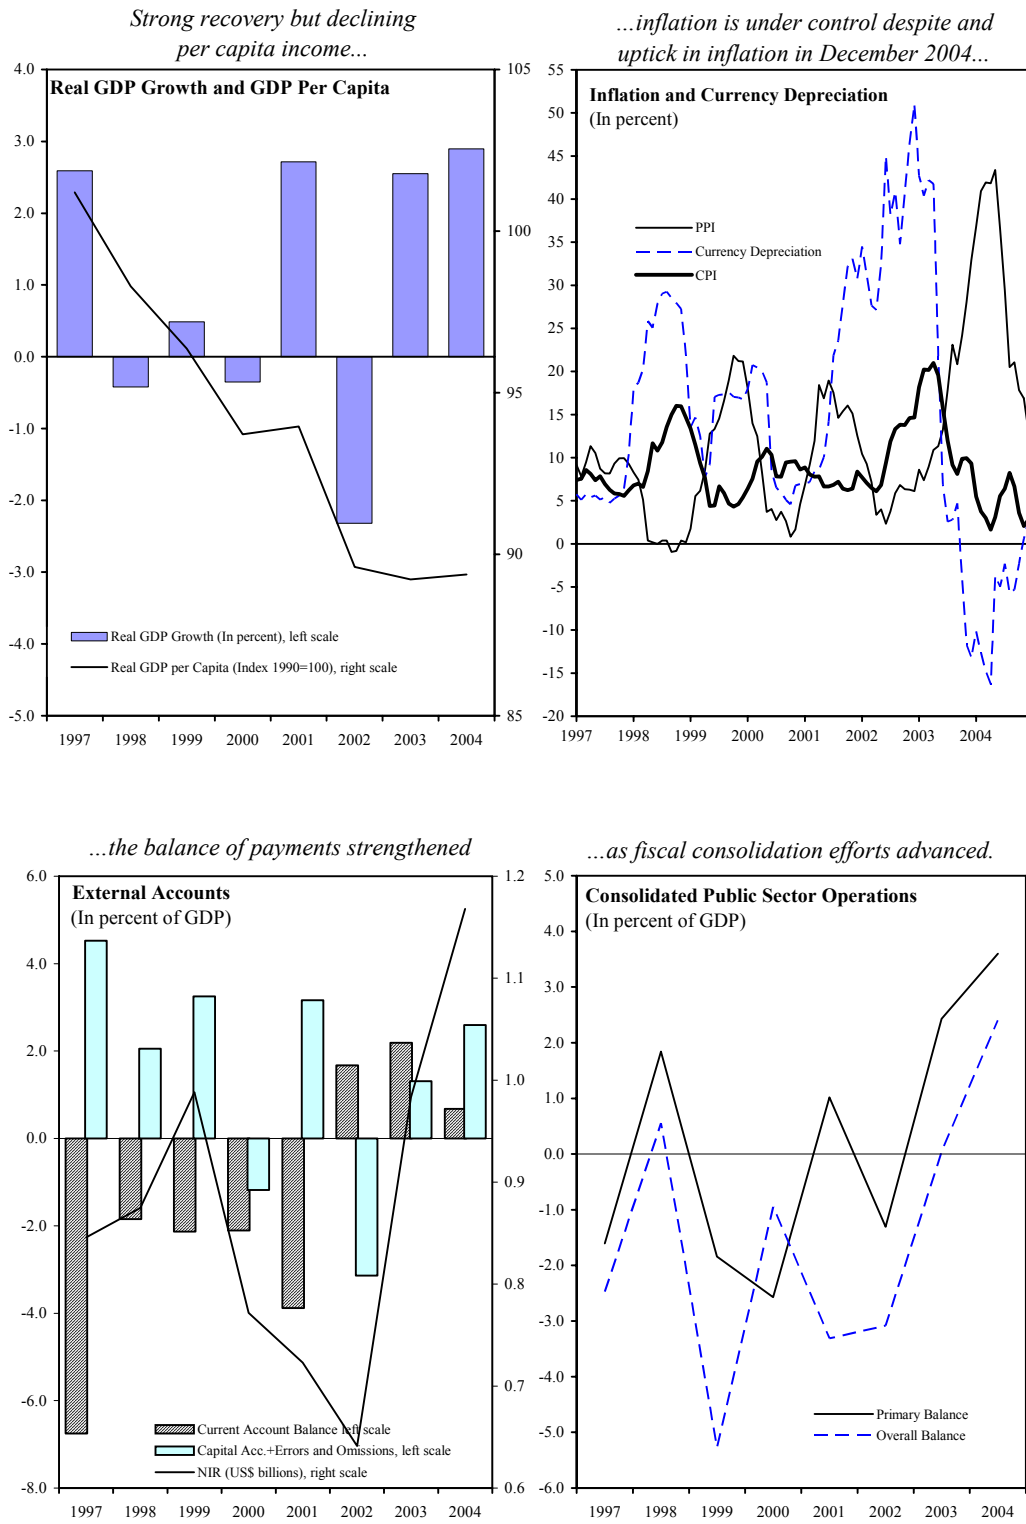 Strong recovery but declining
per capita income...
Real GDP Growth and GDP Per Capita
4.0
3.0
2.0
1.0
0.0
-1.0
-2.0
-3.0
-4.0
-5.0
105
100
95
90
85
Real GDP Growth (In percent), left scale
Real GDP per Capita (Index 1990=100), right scale
1997 1998 1999 2000 2001 2002 2003 2004
...inflation is under control despite and
uptick in inflation in December 2004...
Inflation and Currency Depreciation
(In percent)
55
50
45
40
35
30
25
20
15
10
5
0
-5
-10
-15
-20
PPI
Currency Depreciation
CPI
1997 1998 1999 2000 2001 2002 2003 2004
...the balance of payments strengthened
External Accounts
(In percent of GDP)
6.0
4.0
2.0
0.0
-2.0
-4.0
-6.0
-8.0
1.2
1.1
1.0
0.9
0.8
0.7
0.6
Current Account Balance left scale
Capital Acc.+Errors and Omissions, left scale
NIR (US$ billions), right scale
1997 1998 1999 2000 2001 2002 2003 2004
...as fiscal consolidation efforts advanced.
Consolidated Public Sector Operations
(In percent of GDP)
5.0
4.0
3.0
2.0
1.0
0.0
-1.0
-2.0
-3.0
-4.0
-5.0
-6.0
Primary Balance
Overall Balance
1997 1998 1999 2000 2001 2002 2003 2004